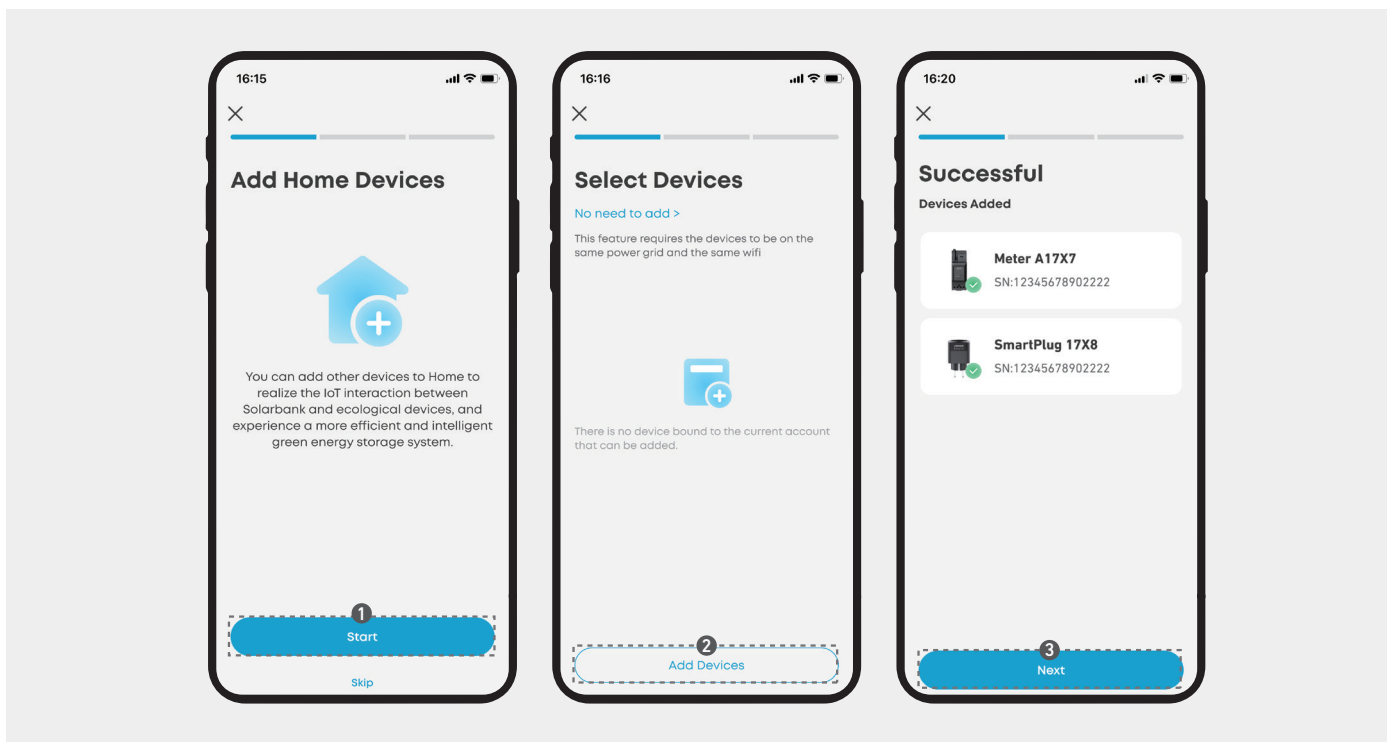 16:15
Add Home Devices
You can add other devices to Home to
realize the IoT interaction between
Solarbank and ecological devices, and
experience a more efficient and intelligent
green energy storage system.
1
Start
Skip
16:16
Select Devices
No need to add >
This feature requires the devices to be on the
same power grid and the same wifi
There is no device bound to the current account
that can be added.
2
Add Devices
16:20
Successful
Devices Added
Meter A17X7
SN:12345678902222
SmartPlug 17X8
SN:12345678902222
3
Next